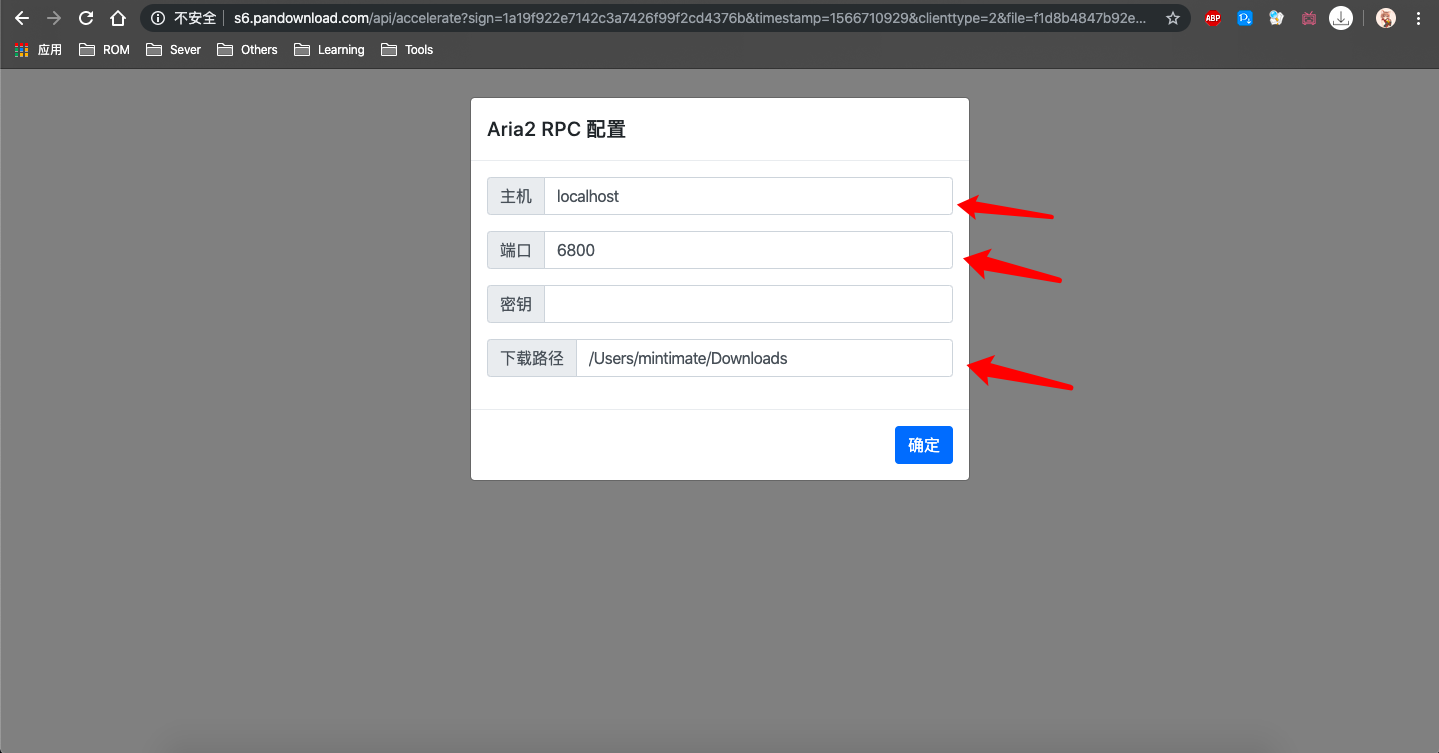 不安全 s6.pandownload.com/api/accelerate?sign=1a19f922e7142c3a7426f99f2cd4376b&timestamp=1566710929&clienttype=2&file=f1d8b4847b92e...
ABP
应用 ROM Sever Others Learning Tools
Aria2 RPC 配置
主机 localhost
端口 6800
密钥
下载路径 /Users/mintimate/Downloads
确定